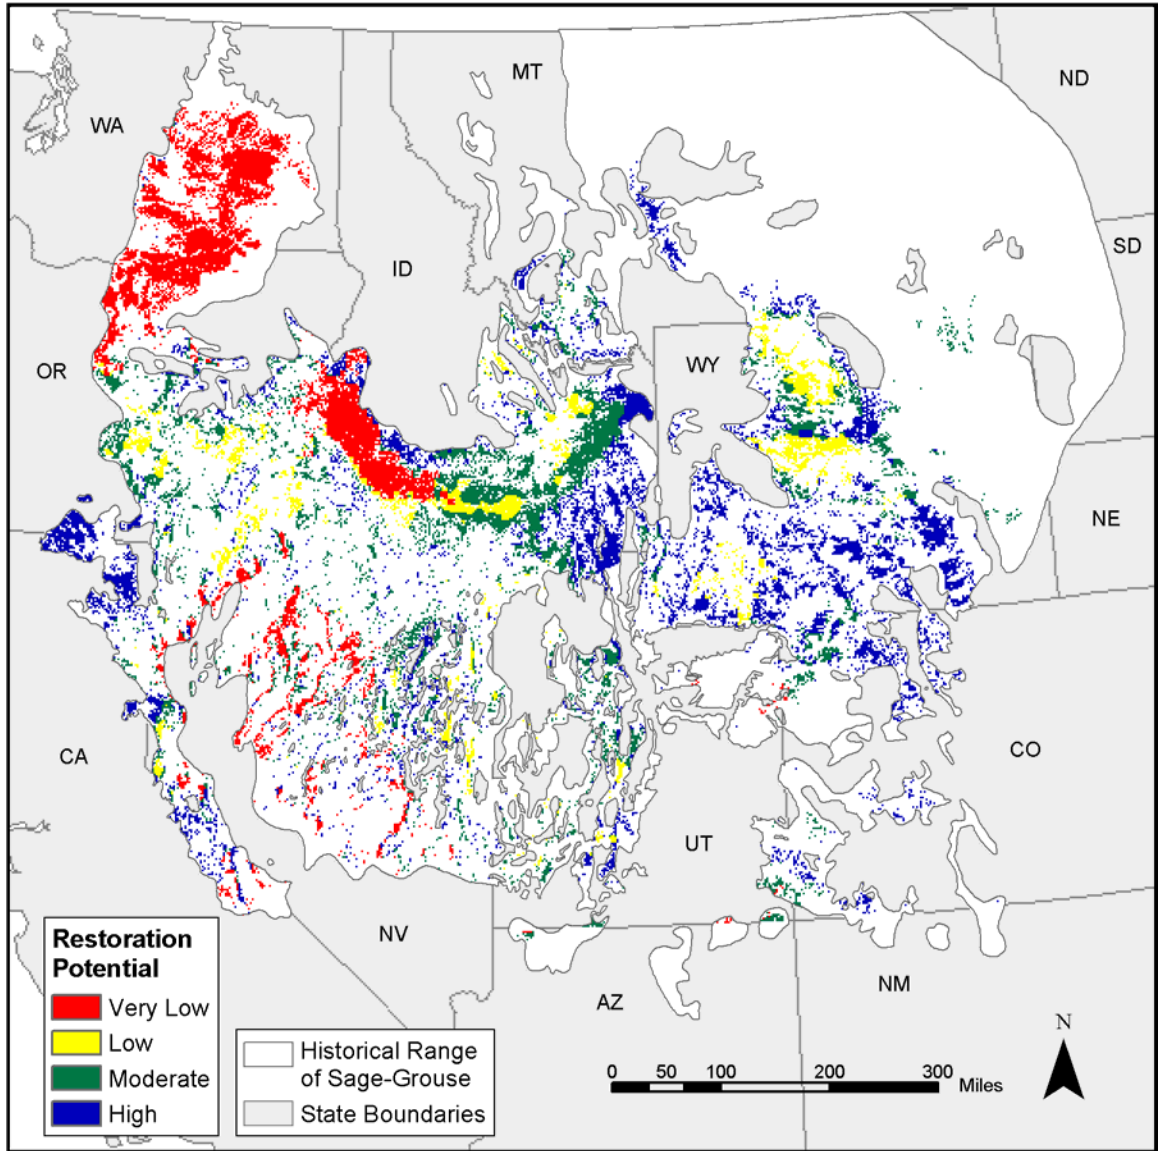 MT
ND
WA
ID
SD
OR
WY
NE
CA
CO
UT
NV
AZ
NM
Restoration
Potential
Very Low
Low
Moderate
High
Historical Range
of Sage-Grouse
State Boundaries
N
0 50 100 200 300
Miles